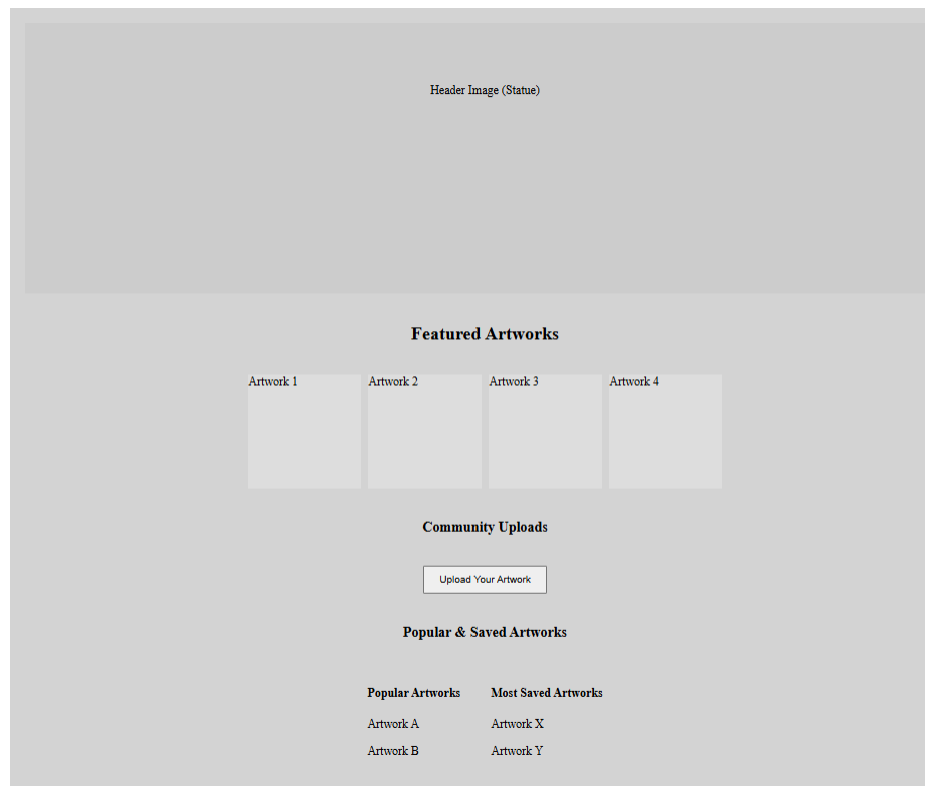 Header Image (Statue)
Featured Artworks
Artwork 1 Artwork 2 Artwork 3 Artwork 4
Community Uploads
Upload Your Artwork
Popular & Saved Artworks
Popular Artworks Most Saved Artworks
Artwork A Artwork X
Artwork B Artwork Y